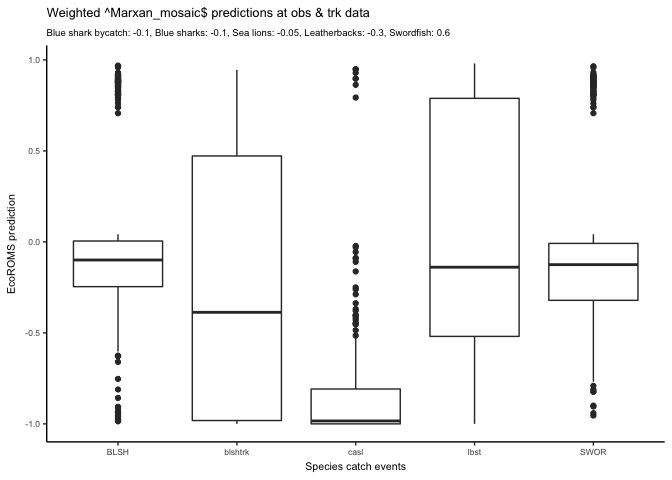 Weighted ^Marxan_mosaic$ predictions at obs & trk data
Blue shark bycatch: -0.1, Blue sharks: -0.1, Sea lions: -0.05, Leatherbacks: -0.3, Swordfish: 0.6
1.0
0.5
0.0
-0.5
-1.0
EcoROMS prediction
BLSH blshtrk casl lbst SWOR
Species catch events